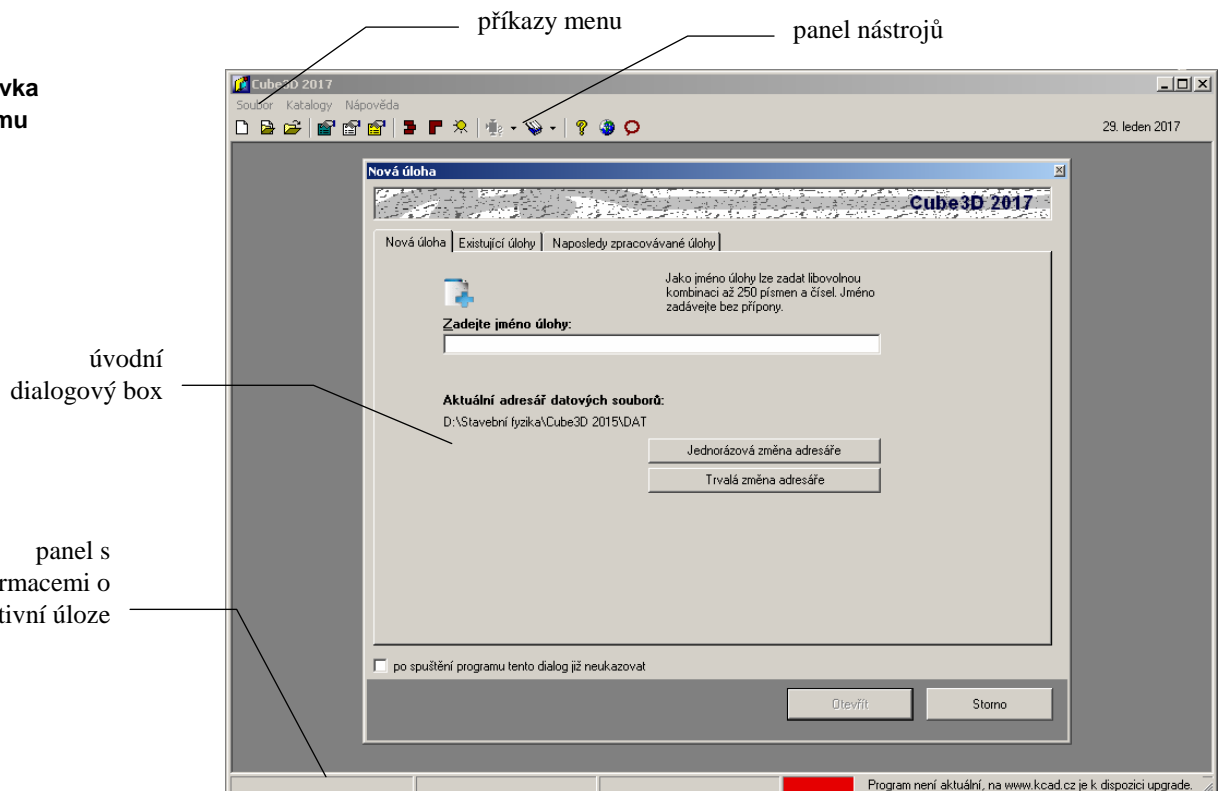 příkazy menu
panel nástrojů
vka
mu
Cube3D 2017
Soubor Katalogy Nápověda
29. leden 2017
Nová úloha
Cube3D 2017
Nová úloha Existující úlohy Naposledy zpracovávané úlohy
Jako jméno úlohy lze zadat libovolnou
kombinaci až 250 písmen a čísel. Jméno
zadávejte bez přípony.
Zadejte jméno úlohy:
úvodní
dialogový box
Aktuální adresář datových souborů:
D:\Stavební fyzika\Cube3D 2015\DAT
Jednorázová změna adresáře
Trvalá změna adresáře
panel s
rmacemi o
tivní úloze
po spuštění programu tento dialog již neukazovat
Otevřít
Storno
Program není aktuální, na www.kcad.cz je k dispozici upgrade.